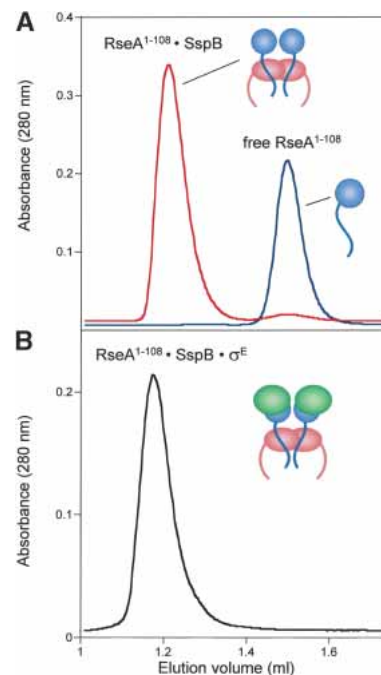 A
0.4
RseA¹⁻¹⁰⁸ • SspB
0.3
free RseA¹⁻¹⁰⁸
0.2
0.1
Absorbance (280 nm)
B
RseA¹⁻¹⁰⁸ • SspB • σᴱ
0.2
0.1
0
Absorbance (280 nm)
1 1.2 1.4 1.6
Elution volume (ml)